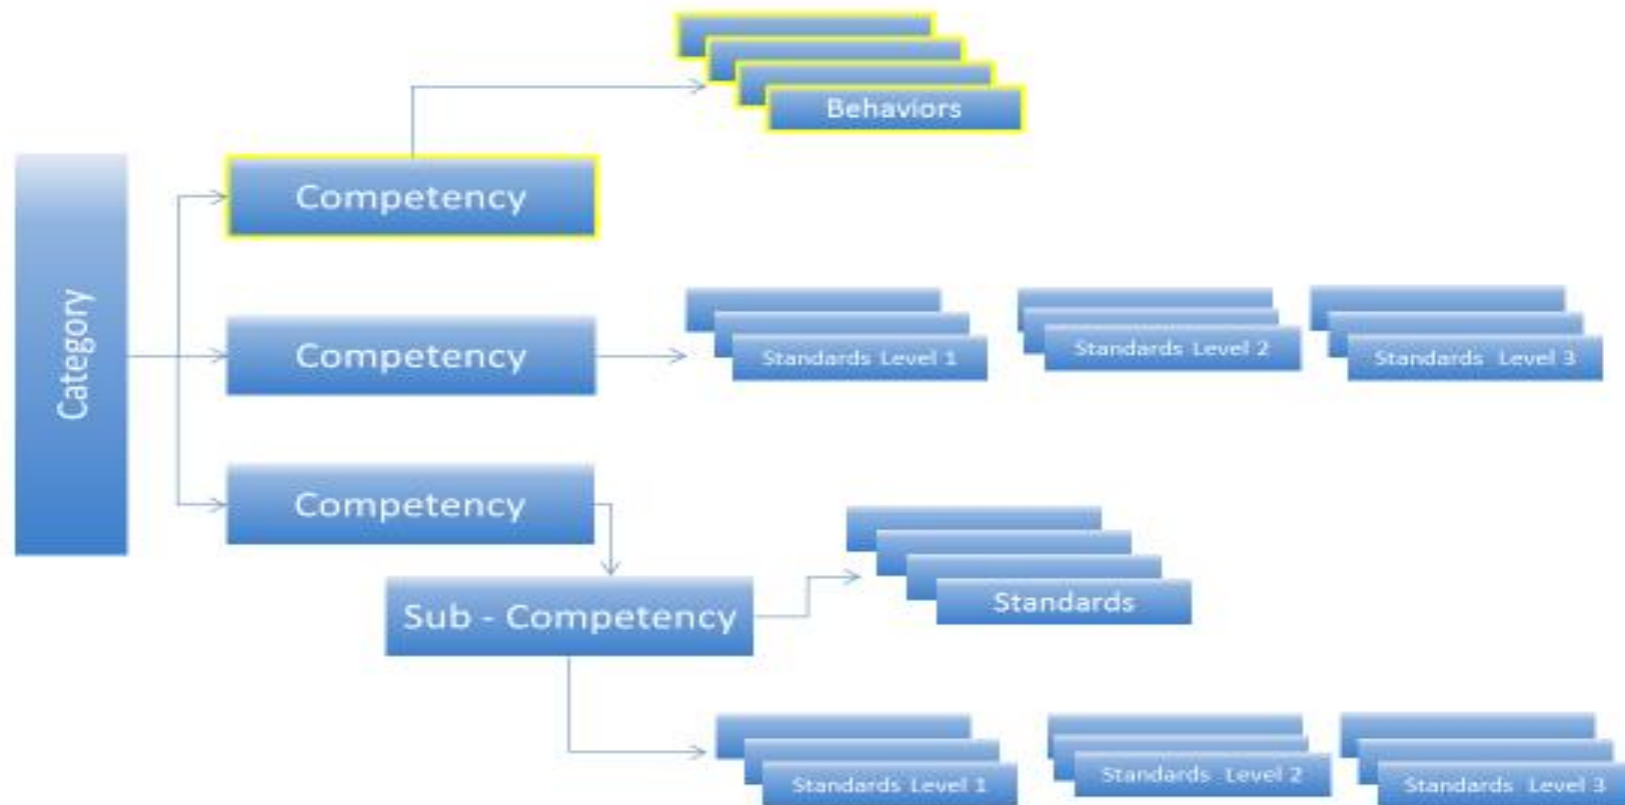 Behaviors
Category
Competency
Competency
Standards Level 1
Standards Level 2
Standards Level 3
Competency
Sub - Competency
Standards
Standards Level 1
Standards Level 2
Standards Level 3